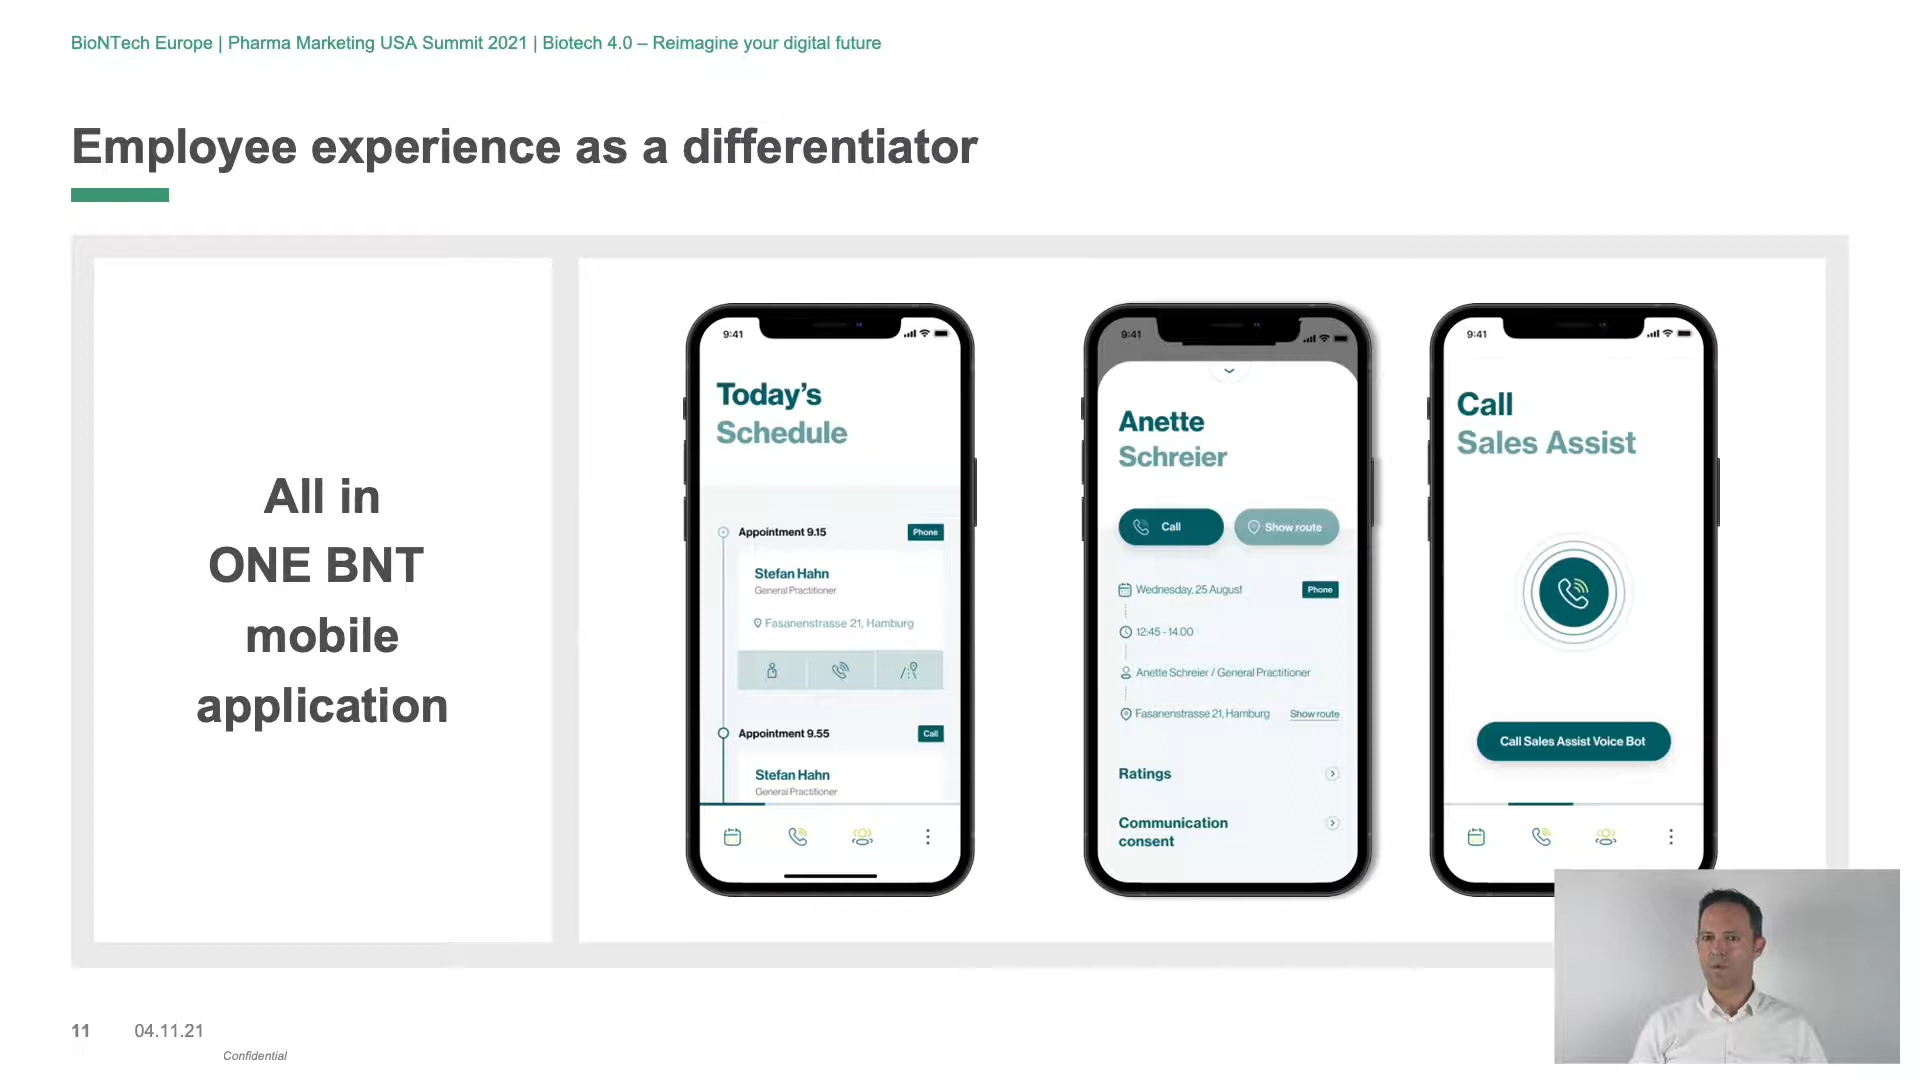 BioNTech Europe | Pharma Marketing USA Summit 2021 | Biotech 4.0 – Reimagine your digital future
Employee experience as a differentiator
All in
ONE BNT
mobile
application
9:41
Today's
Schedule
Appointment 9.15
Phone
Stefan Hahn
General Practitioner
Fasanenstrasse 21, Hamburg
Appointment 9.55
Call
Stefan Hahn
General Practitioner
9:41
Anette
Schreier
Call
Show route
Wednesday, 25 August
Phone
12:45 - 14.00
Anette Schreier / General Practitioner
Fasanenstrasse 21, Hamburg
Show route
Ratings
Communication
consent
9:41
Call
Sales Assist
Call Sales Assist Voice Bot
11
04.11.21
Confidential